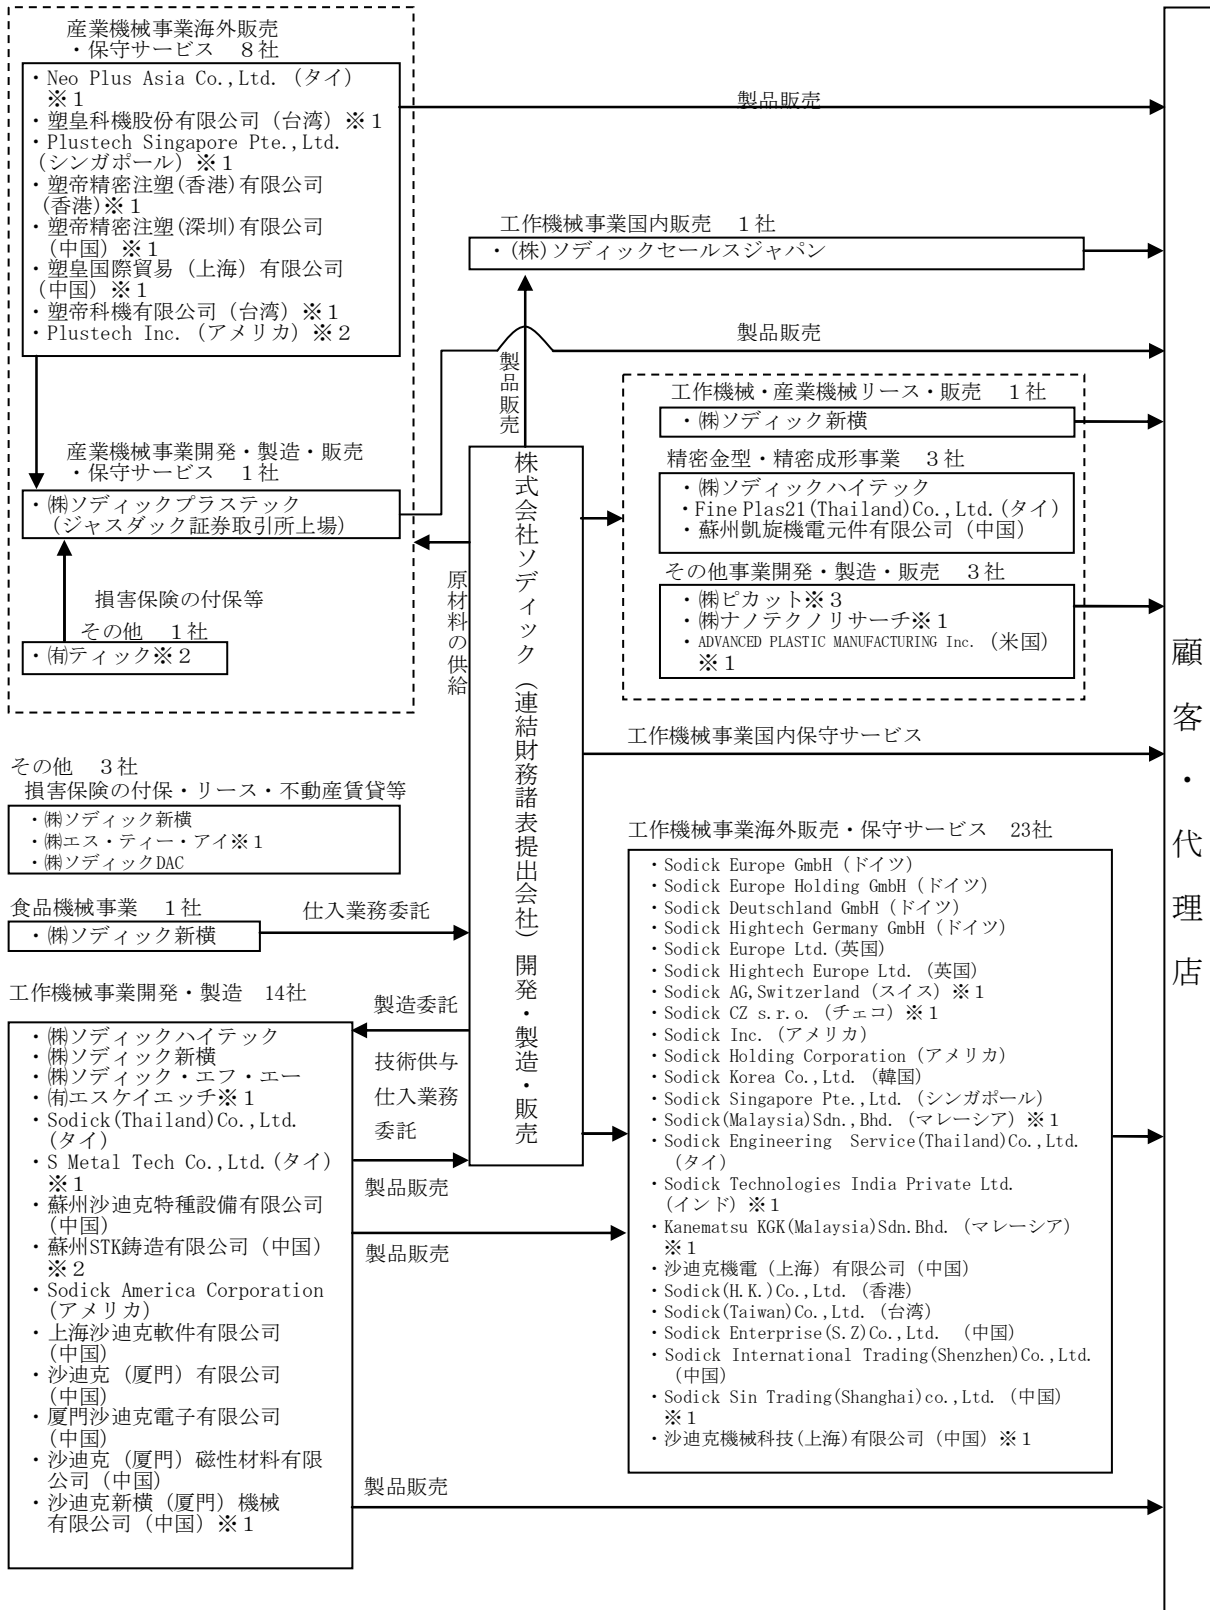 産業機械事業海外販売
・保守サービス　8社
・Neo Plus Asia Co.,Ltd. (タイ)
※1
・塑皇科機股份有限公司（台湾）※1
・Plustech Singapore Pte.,Ltd.
（シンガポール）※1
・塑帝精密注塑(香港)有限公司
(香港)※1
・塑帝精密注塑(深圳)有限公司
（中国）※1
・塑皇国際貿易（上海）有限公司
（中国）※1
・塑帝科機有限公司（台湾）※1
・Plustech Inc. (アメリカ) ※2
産業機械事業開発・製造・販売
・保守サービス　1社
・㈱ソディックプラステック
（ジャスダック証券取引所上場）
損害保険の付保等
その他　1社
・㈲ティック※2
その他　3社
損害保険の付保・リース・不動産賃貸等
・㈱ソディック新横
・㈱エス・ティー・アイ※1
・㈱ソディックDAC
食品機械事業　1社
・㈱ソディック新横
仕入業務委託
工作機械事業開発・製造　14社
・㈱ソディックハイテック
・㈱ソディック新横
・㈱ソディック・エフ・エー
・㈲エスケイエッチ※1
・Sodick(Thailand)Co.,Ltd.
(タイ)
・S Metal Tech Co.,Ltd.(タイ)
※1
・蘇州沙迪克特種設備有限公司
(中国)
・蘇州STK鋳造有限公司（中国）
※2
・Sodick America Corporation
(アメリカ)
・上海沙迪克軟件有限公司
(中国)
・沙迪克（厦門）有限公司
(中国)
・厦門沙迪克電子有限公司
(中国)
・沙迪克（厦門）磁性材料有限
公司（中国）
・沙迪克新横（厦門）機械
有限公司（中国）※1
製造委託
技術供与
仕入業務
委託
製品販売
製品販売
製品販売
原材料の供給
製品販売
株式会社ソディック（連結財務諸表提出会社）開発・製造・販売
製品販売
工作機械事業国内販売　1社
・(株)ソディックセールスジャパン
製品販売
工作機械・産業機械リース・販売　1社
・㈱ソディック新横
精密金型・精密成形事業　3社
・㈱ソディックハイテック
・Fine Plas21(Thailand)Co.,Ltd.(タイ)
・蘇州凱旋機電元件有限公司（中国）
その他事業開発・製造・販売　3社
・㈱ピカット※3
・㈱ナノテクノリサーチ※1
・ADVANCED PLASTIC MANUFACTURING Inc. (米国)
※1
工作機械事業国内保守サービス
工作機械事業海外販売・保守サービス　23社
・Sodick Europe GmbH (ドイツ)
・Sodick Europe Holding GmbH (ドイツ)
・Sodick Deutschland GmbH (ドイツ)
・Sodick Hightech Germany GmbH (ドイツ)
・Sodick Europe Ltd.(英国)
・Sodick Hightech Europe Ltd. (英国)
・Sodick AG,Switzerland (スイス) ※1
・Sodick CZ s.r.o. (チェコ) ※1
・Sodick Inc. (アメリカ)
・Sodick Holding Corporation (アメリカ)
・Sodick Korea Co.,Ltd. (韓国)
・Sodick Singapore Pte.,Ltd. (シンガポール)
・Sodick(Malaysia)Sdn.,Bhd. (マレーシア) ※1
・Sodick Engineering Service(Thailand)Co.,Ltd.
(タイ)
・Sodick Technologies India Private Ltd.
(インド) ※1
・Kanematsu KGK(Malaysia)Sdn.Bhd. (マレーシア)
※1
・沙迪克機電（上海）有限公司（中国）
・Sodick(H.K.)Co.,Ltd. (香港)
・Sodick(Taiwan)Co.,Ltd. (台湾)
・Sodick Enterprise(S.Z)Co.,Ltd. (中国)
・Sodick International Trading(Shenzhen)Co.,Ltd.
(中国)
・Sodick Sin Trading(Shanghai)co.,Ltd. (中国)
※1
・沙迪克機械科技(上海)有限公司（中国）※1
顧客・代理店